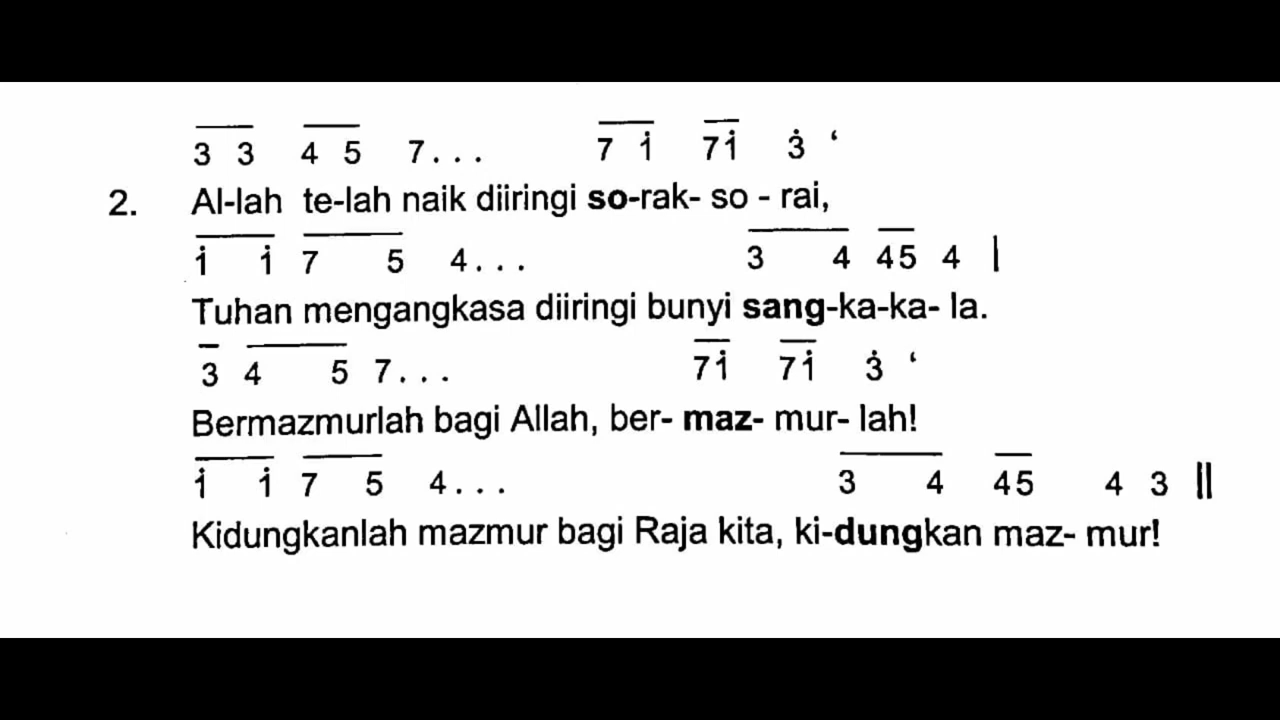 3 3 4 5 7... 7 1̇ 71̇ 3̇ ‘
2. Al-lah te-lah naik diiringi so-rak- so - rai,
1̇ 1̇ 7 5 4... 3 4 45 4 |
Tuhan mengangkasa diiringi bunyi sang-ka-ka- la.
3 4 5 7... 71̇ 71̇ 3̇ ‘
Bermazmurlah bagi Allah, ber- maz- mur- lah!
1̇ 1̇ 7 5 4... 3 4 45 4 3 ||
Kidungkanlah mazmur bagi Raja kita, ki-dungkan maz- mur!